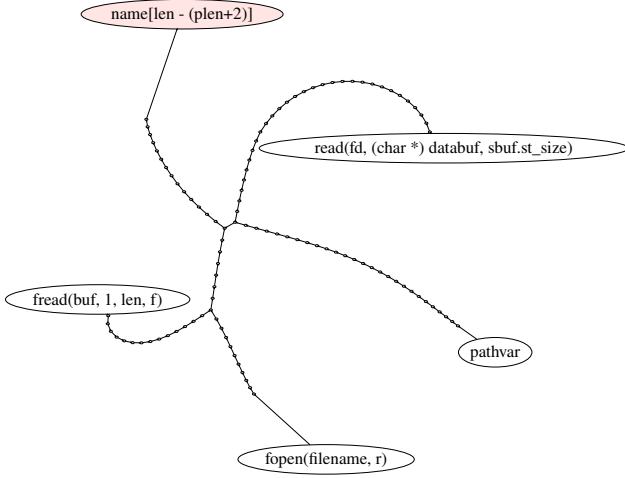 name[len - (plen+2)]
read(fd, (char *) databuf, sbuf.st_size)
fread(buf, 1, len, f)
pathvar
fopen(filename, r)